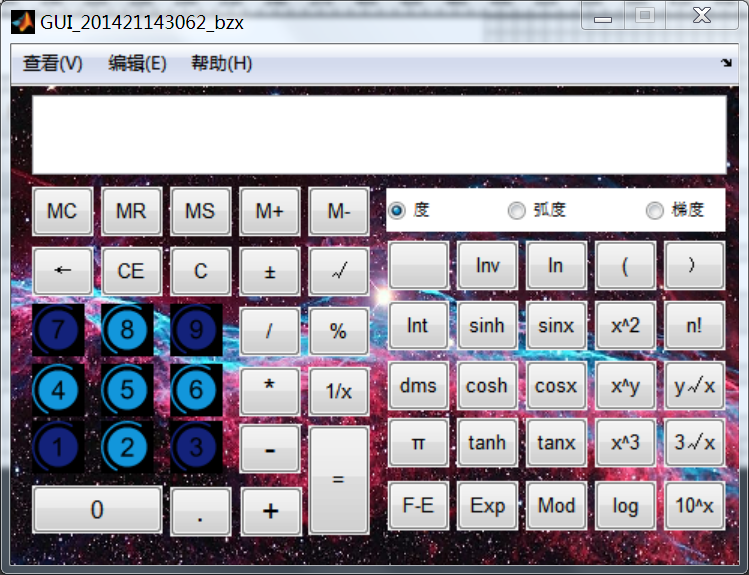 GUI_201421143062_bzx
查看(V) 编辑(E) 帮助(H)
MC MR MS M+ M- 度 弧度 梯度
← CE C ± √ Inv ln ( )
7 8 9 / % Int sinh sinx x^2 n!
4 5 6 * 1/x dms cosh cosx x^y y√x
1 2 3 - = π tanh tanx x^3 3√x
0 . + F-E Exp Mod log 10^x